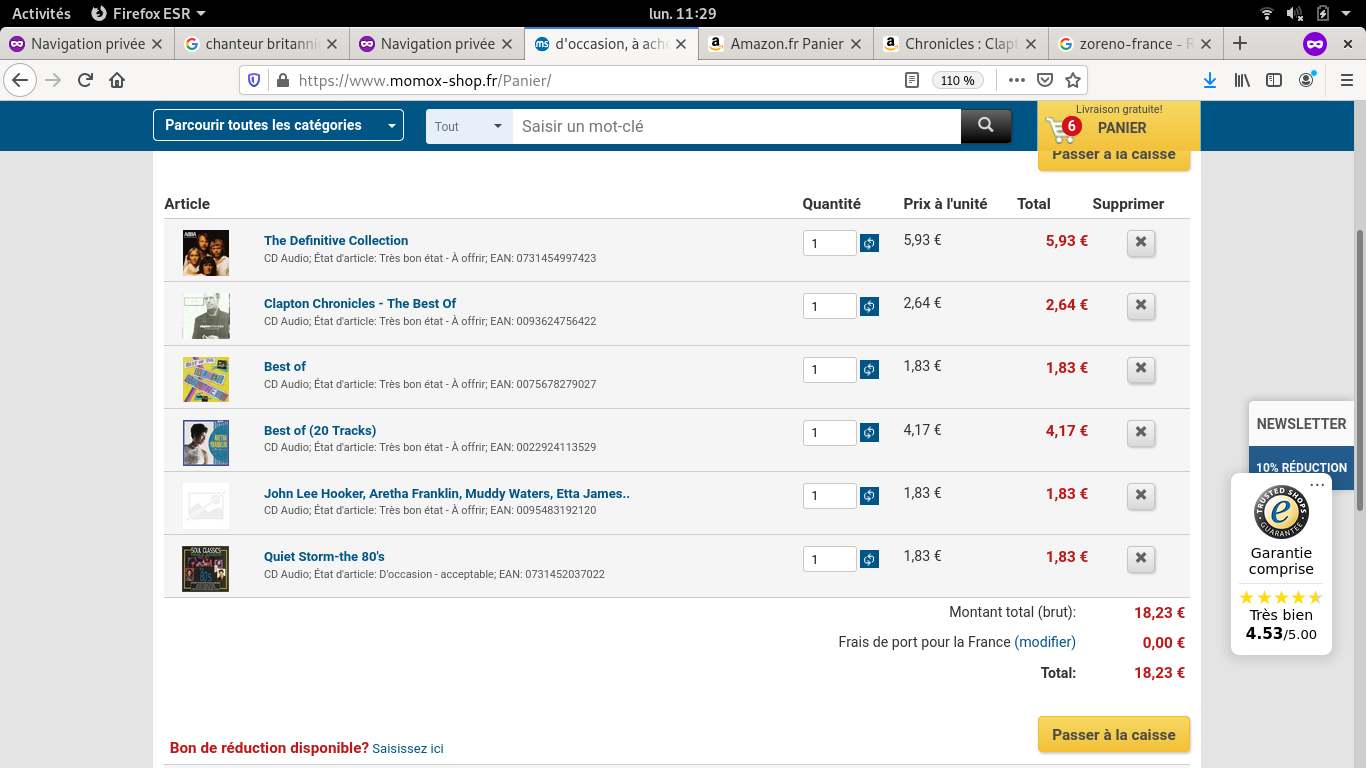 Activités
Firefox ESR
lun. 11:29
Navigation privée
chanteur britanni
Navigation privée
d'occasion, à ache
Amazon.fr Panier
Chronicles : Clapt
zoreno-france - R
https://www.momox-shop.fr/Panier/
110 %
Parcourir toutes les catégories
Tout
Saisir un mot-clé
Livraison gratuite!
6
PANIER
Passer à la caisse
Article Quantité Prix à l'unité Total Supprimer
ABBA
The Definitive Collection 1 5,93 € 5,93 €
CD Audio; État d'article: Très bon état - À offrir; EAN: 0731454997423
Clapton Chronicles - The Best Of 1 2,64 € 2,64 €
CD Audio; État d'article: Très bon état - À offrir; EAN: 0093624756422
Best of 1 1,83 € 1,83 €
CD Audio; État d'article: Très bon état - À offrir; EAN: 0075678279027
Best of (20 Tracks) 1 4,17 € 4,17 €
CD Audio; État d'article: Très bon état - À offrir; EAN: 0022924113529
John Lee Hooker, Aretha Franklin, Muddy Waters, Etta James.. 1 1,83 € 1,83 €
CD Audio; État d'article: Très bon état - À offrir; EAN: 0095483192120
Quiet Storm-the 80's 1 1,83 € 1,83 €
CD Audio; État d'article: D'occasion - acceptable; EAN: 0731452037022
Montant total (brut): 18,23 €
Frais de port pour la France (modifier) 0,00 €
Total: 18,23 €
Bon de réduction disponible? Saisissez ici
Passer à la caisse
NEWSLETTER
10% RÉDUCTION
TRUSTED SHOPS
e
GUARANTEE
Garantie
comprise
Très bien
4.53/5.00